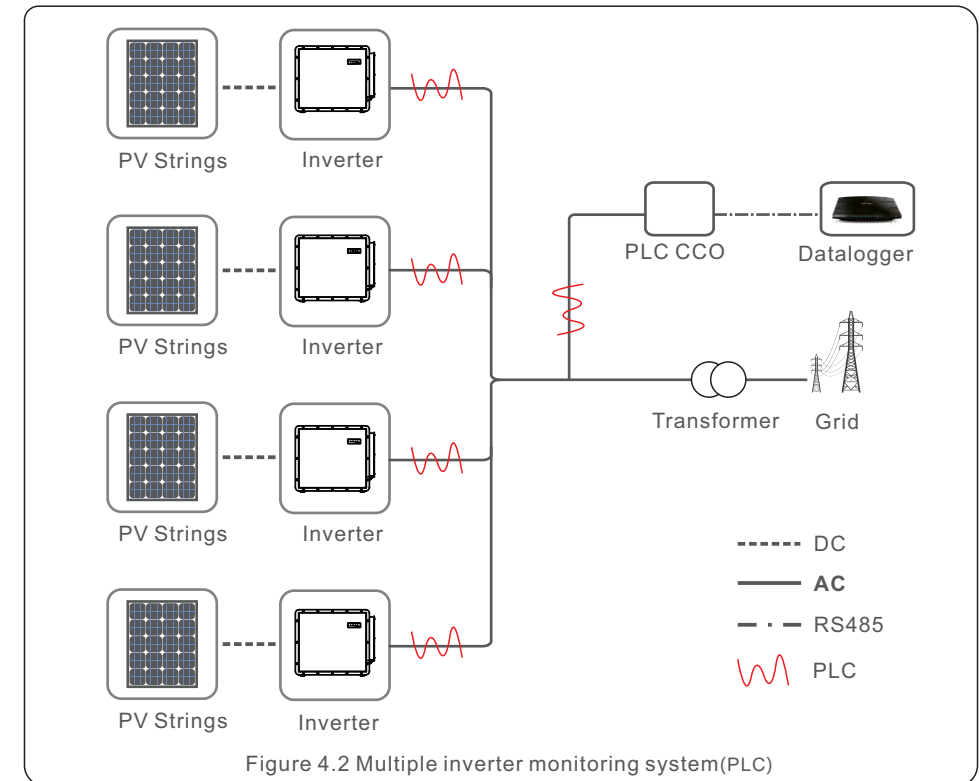 PV Strings
Inverter
PLC CCO
Datalogger
PV Strings
Inverter
Transformer
Grid
PV Strings
Inverter
DC
AC
RS485
PLC
PV Strings
Inverter
Figure 4.2 Multiple inverter monitoring system(PLC)